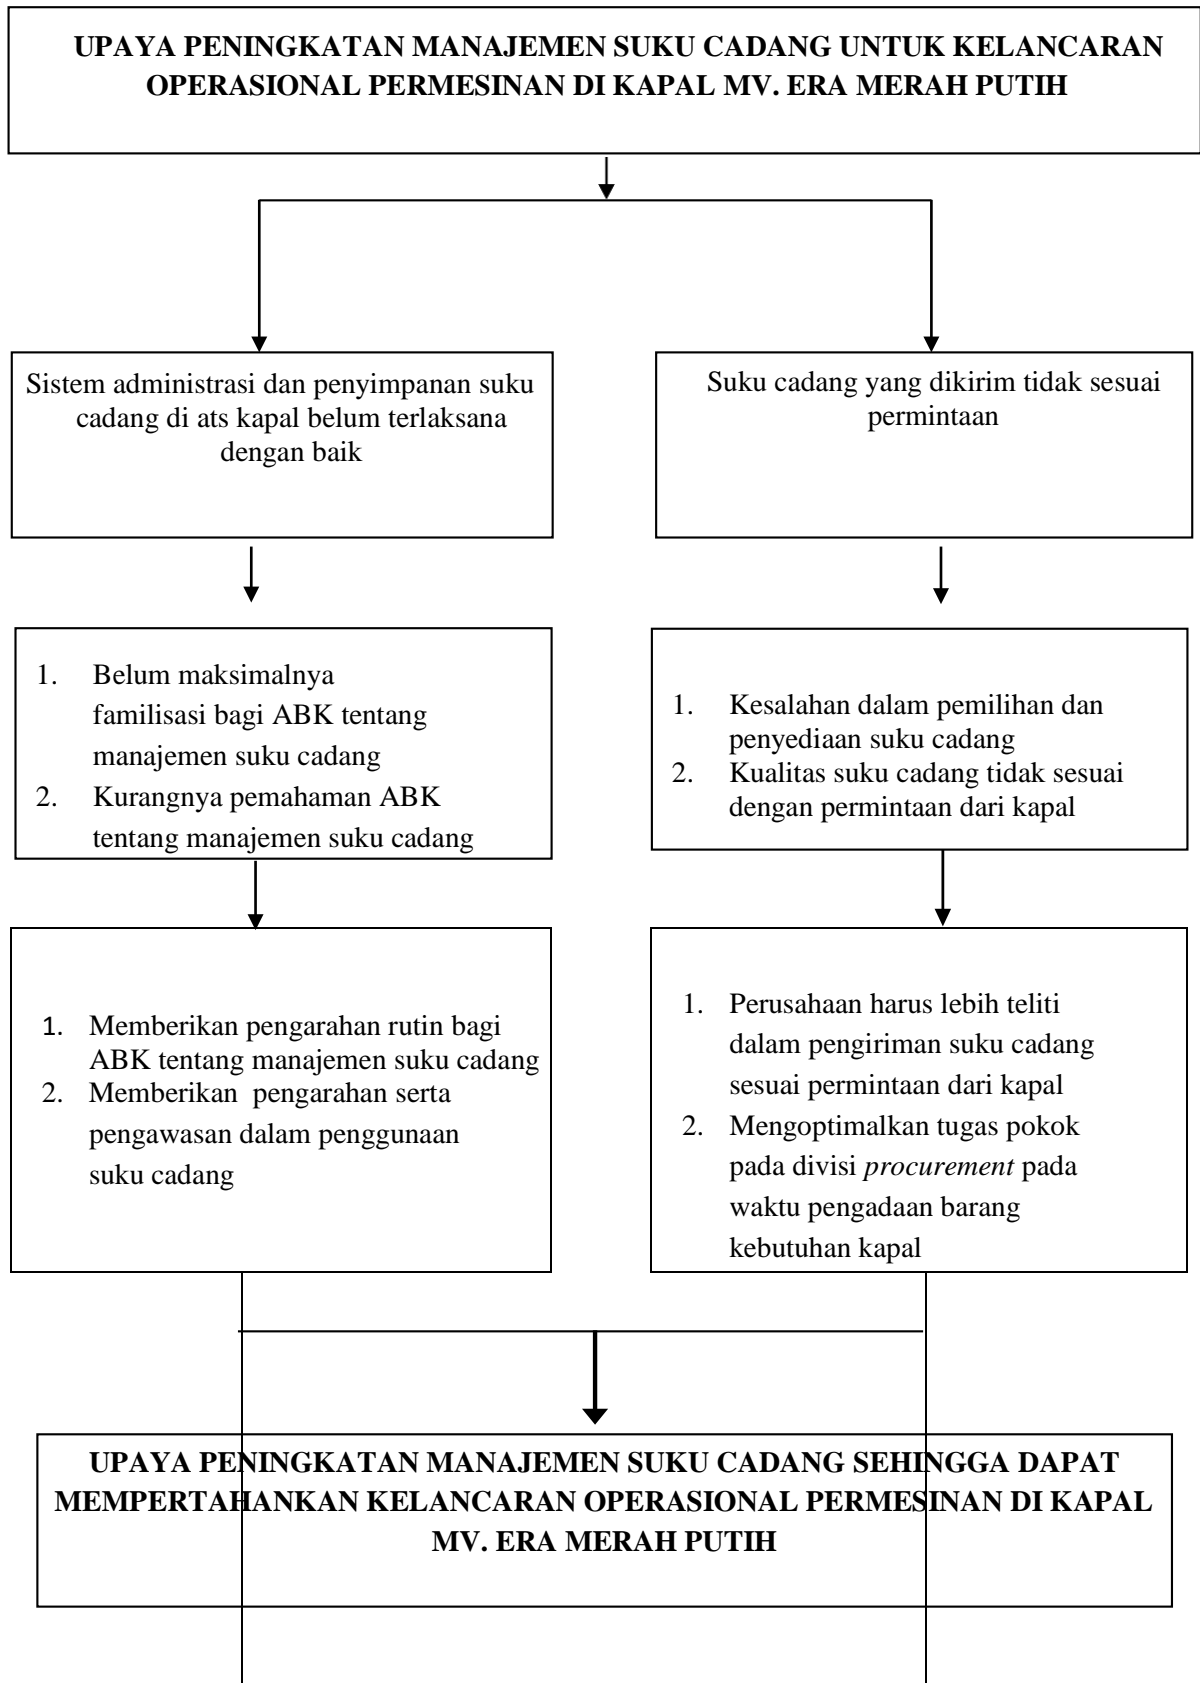 UPAYA PENINGKATAN MANAJEMEN SUKU CADANG UNTUK KELANCARAN
OPERASIONAL PERMESINAN DI KAPAL MV. ERA MERAH PUTIH
Sistem administrasi dan penyimpanan suku
cadang di ats kapal belum terlaksana
dengan baik
Suku cadang yang dikirim tidak sesuai
permintaan
1. Belum maksimalnya
familisasi bagi ABK tentang
manajemen suku cadang
2. Kurangnya pemahaman ABK
tentang manajemen suku cadang
1. Kesalahan dalam pemilihan dan
penyediaan suku cadang
2. Kualitas suku cadang tidak sesuai
dengan permintaan dari kapal
1. Memberikan pengarahan rutin bagi
ABK tentang manajemen suku cadang
2. Memberikan pengarahan serta
pengawasan dalam penggunaan
suku cadang
1. Perusahaan harus lebih teliti
dalam pengiriman suku cadang
sesuai permintaan dari kapal
2. Mengoptimalkan tugas pokok
pada divisi procurement pada
waktu pengadaan barang
kebutuhan kapal
UPAYA PENINGKATAN MANAJEMEN SUKU CADANG SEHINGGA DAPAT
MEMPERTAHANKAN KELANCARAN OPERASIONAL PERMESINAN DI KAPAL
MV. ERA MERAH PUTIH